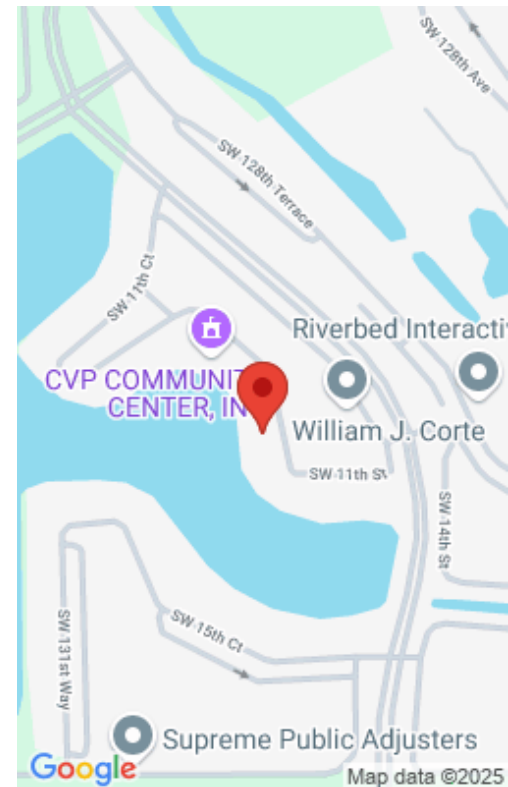 SW 128th Ave
SW 128th Terrace
SW 11th Ct
Riverbed Interactiv
CVP COMMUNIT
CENTER, IN
William J. Corte
SW 11th St
SW 14th St
SW 15th Ct
SW 131st Way
Supreme Public Adjusters
Google
Map data ©2025